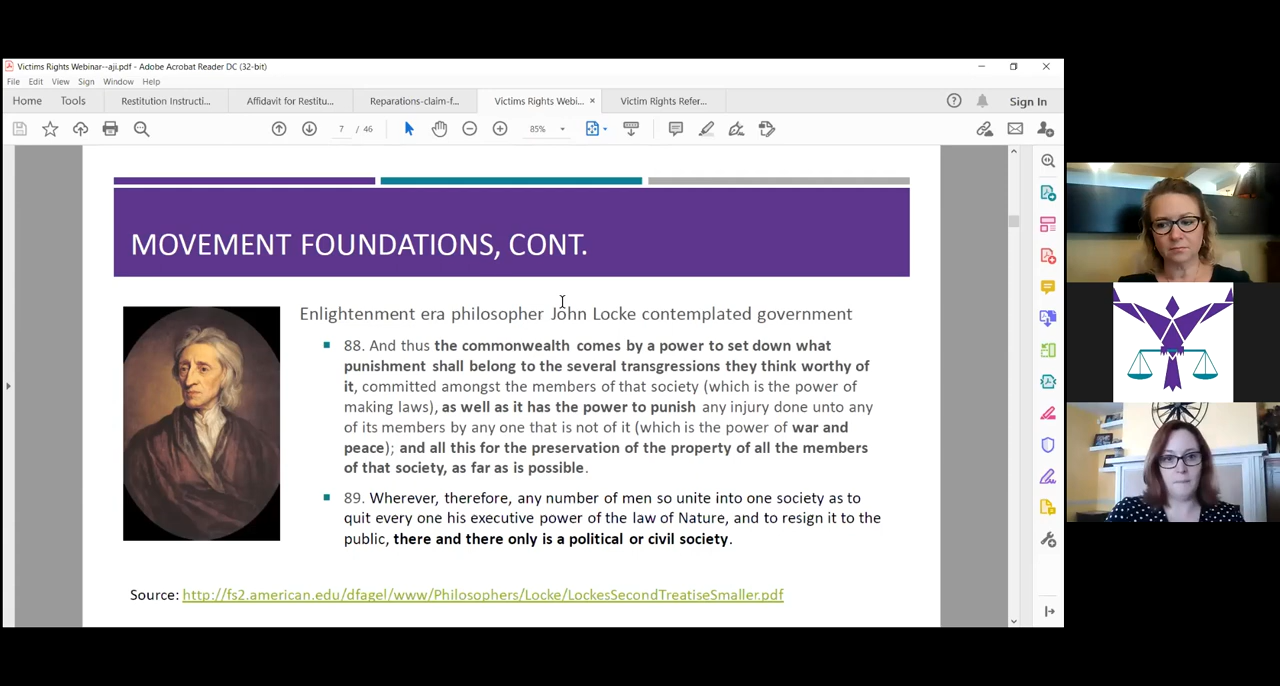 Victims Rights Webinar--aji.pdf - Adobe Acrobat Reader DC (32-bit)
File Edit View Sign Window Help
Home Tools Restitution Instructi... Affidavit for Restitu... Reparations-claim-f... Victims Rights Webi... × Victim Rights Refer... Sign In
7 / 46 85%
MOVEMENT FOUNDATIONS, CONT.
Enlightenment era philosopher John Locke contemplated government
88. And thus the commonwealth comes by a power to set down what
punishment shall belong to the several transgressions they think worthy of
it, committed amongst the members of that society (which is the power of
making laws), as well as it has the power to punish any injury done unto any
of its members by any one that is not of it (which is the power of war and
peace); and all this for the preservation of the property of all the members
of that society, as far as is possible.
89. Wherever, therefore, any number of men so unite into one society as to
quit every one his executive power of the law of Nature, and to resign it to the
public, there and there only is a political or civil society.
Source: http://fs2.american.edu/dfagel/www/Philosophers/Locke/LockesSecondTreatiseSmaller.pdf